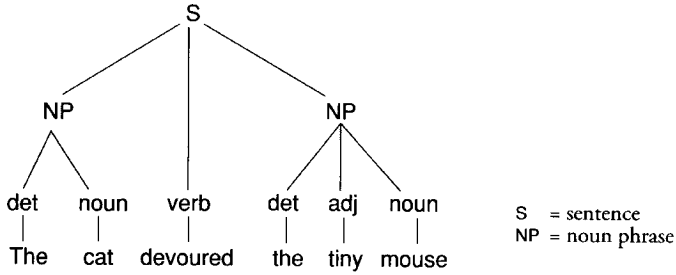 S
NP NP
det noun verb det adj noun
The cat devoured the tiny mouse
S = sentence
NP = noun phrase